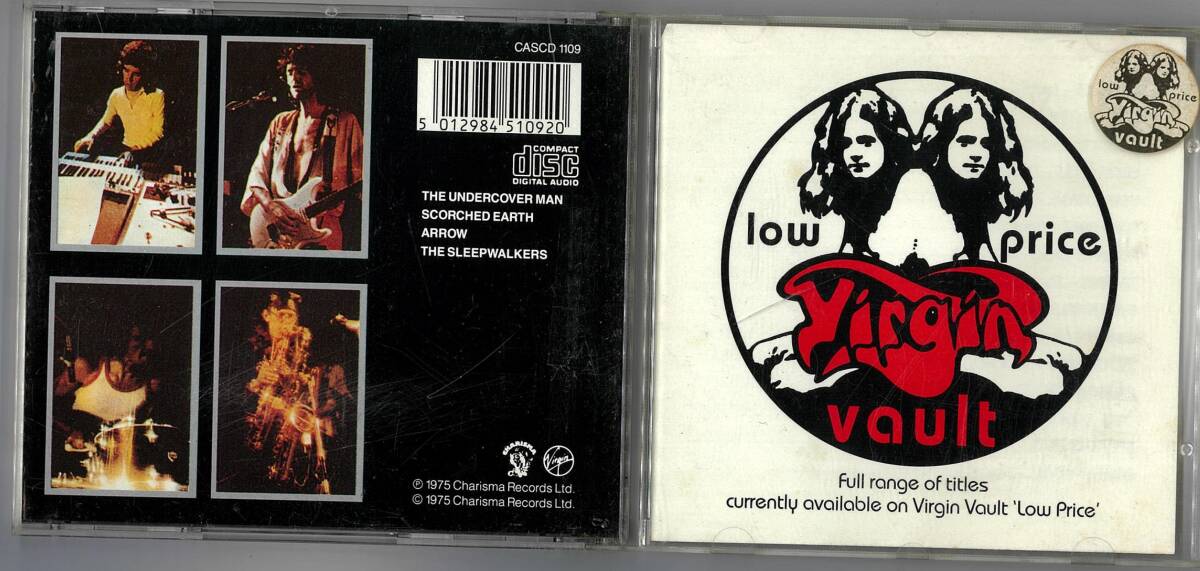 CASCD 1109
5 012984 510920
COMPACT
disc
DIGITAL AUDIO
THE UNDERCOVER MAN
SCORCHED EARTH
ARROW
THE SLEEPWALKERS
CHARISMA
Virgin
℗ 1975 Charisma Records Ltd.
© 1975 Charisma Records Ltd.
low price
Virgin
vault
Full range of titles
currently available on Virgin Vault 'Low Price'
low price
Virgin
vault